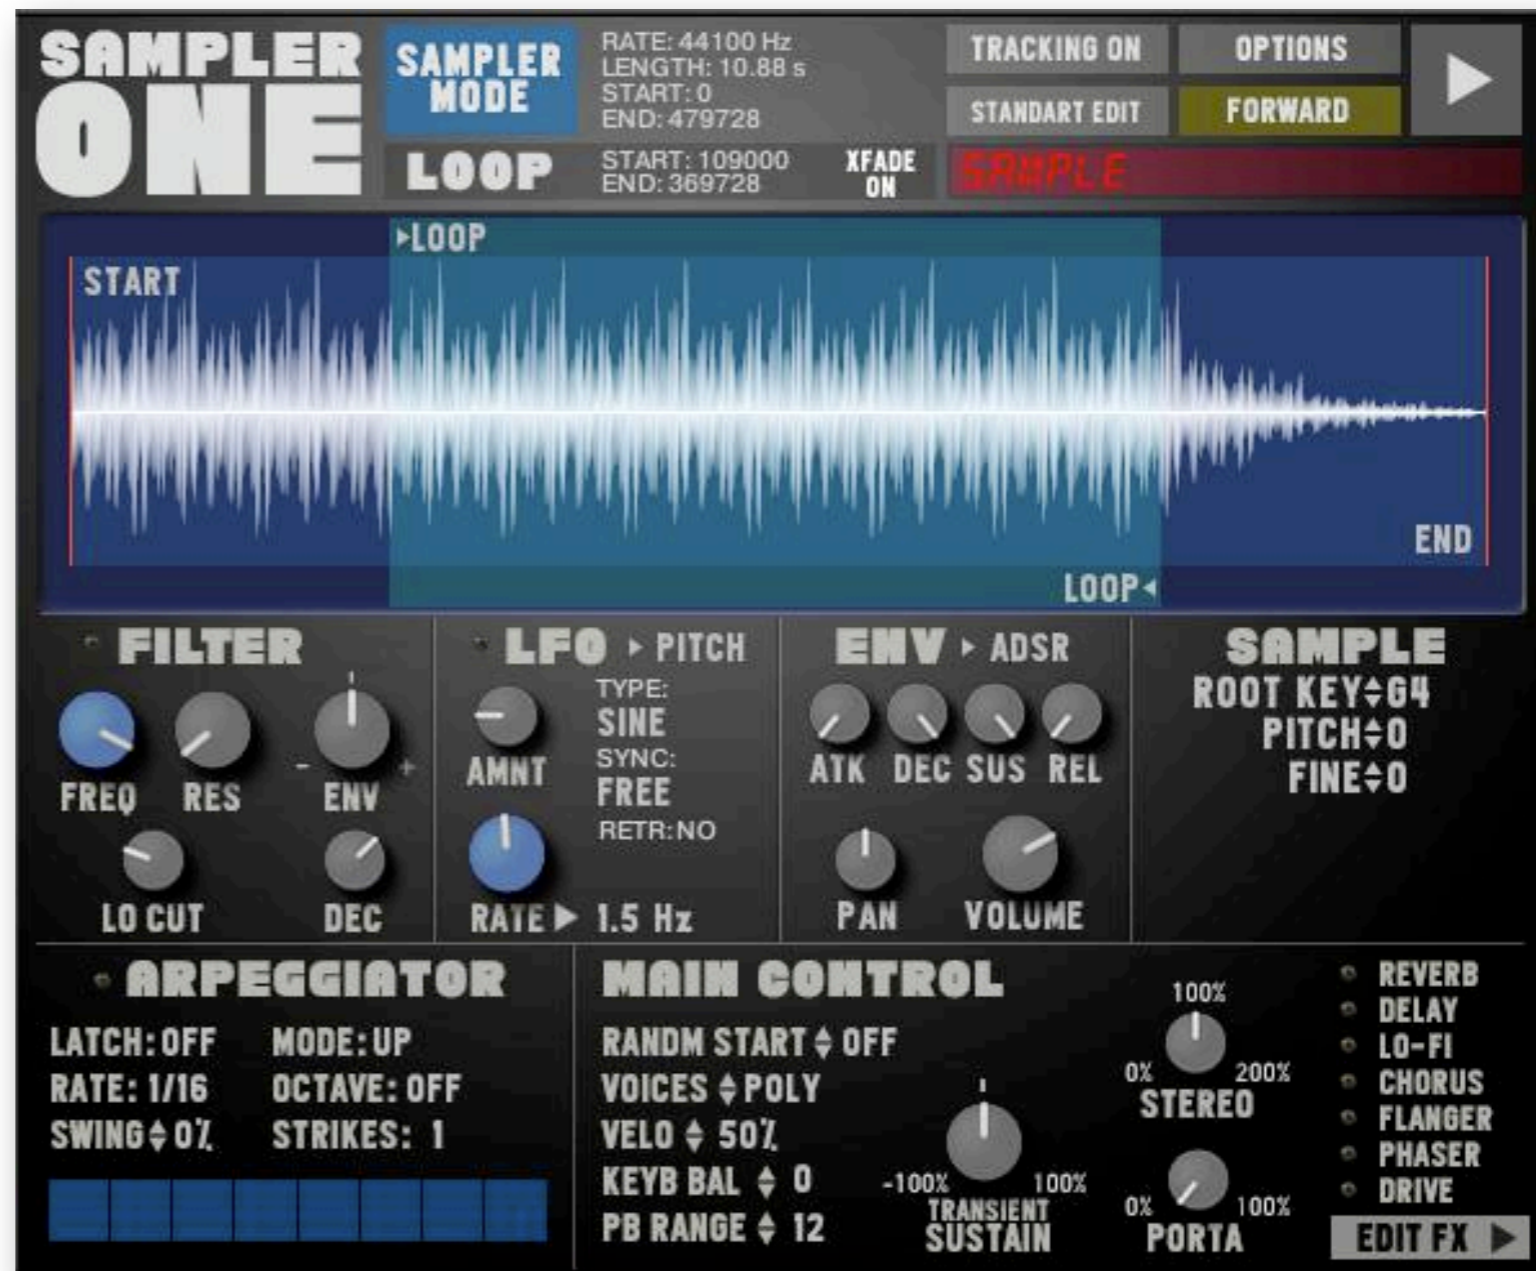 SAMPLER
ONE
SAMPLER
MODE
RATE: 44100 Hz
LENGTH: 10.88 s
START: 0
END: 479728
TRACKING ON
OPTIONS
STANDART EDIT
FORWARD
LOOP
START: 109000
END: 369728
XFADE
ON
SAMPLE
LOOP
START
END
LOOP
FILTER
FREQ
RES
- ENV +
LO CUT
DEC
LFO PITCH
TYPE:
SINE
SYNC:
FREE
RETR: NO
AMNT
RATE 1.5 Hz
ENV ADSR
ATK DEC SUS REL
PAN
VOLUME
SAMPLE
ROOT KEY G4
PITCH 0
FINE 0
ARPEGGIATOR
LATCH: OFF
MODE: UP
RATE: 1/16
OCTAVE: OFF
SWING 0%
STRIKES: 1
MAIN CONTROL
RANDM START OFF
VOICES POLY
VELO 50%
KEYB BAL 0
PB RANGE 12
-100% 100%
TRANSIENT
SUSTAIN
100%
0% 200%
STEREO
0% 100%
PORTA
REVERB
DELAY
LO-FI
CHORUS
FLANGER
PHASER
DRIVE
EDIT FX